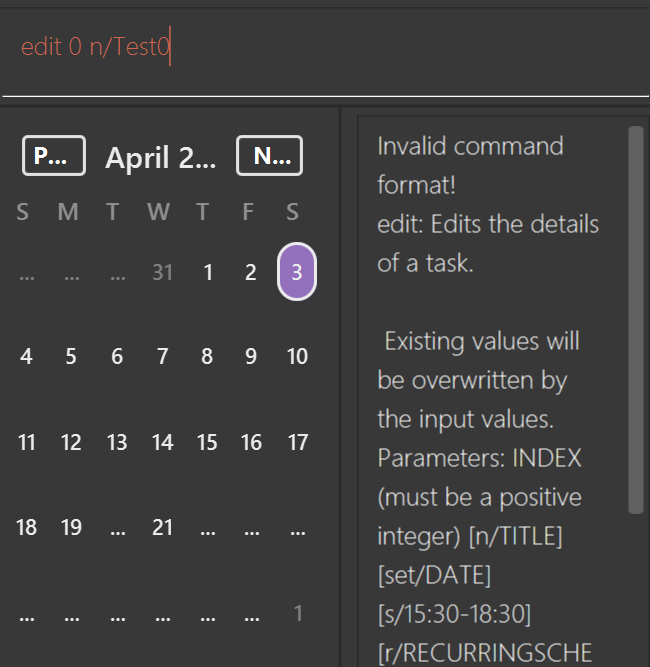 edit 0 n/Test0
P... April 2... N...
S M T W T F S
... ... ... 31 1 2 3
4 5 6 7 8 9 10
11 12 13 14 15 16 17
18 19 ... 21 ... ... ...
... ... ... ... ... ... 1
Invalid command
format!
edit: Edits the details
of a task.
Existing values will
be overwritten by
the input values.
Parameters: INDEX
(must be a positive
integer) [n/TITLE]
[set/DATE]
[s/15:30-18:30]
[r/RECURRINGSCHE